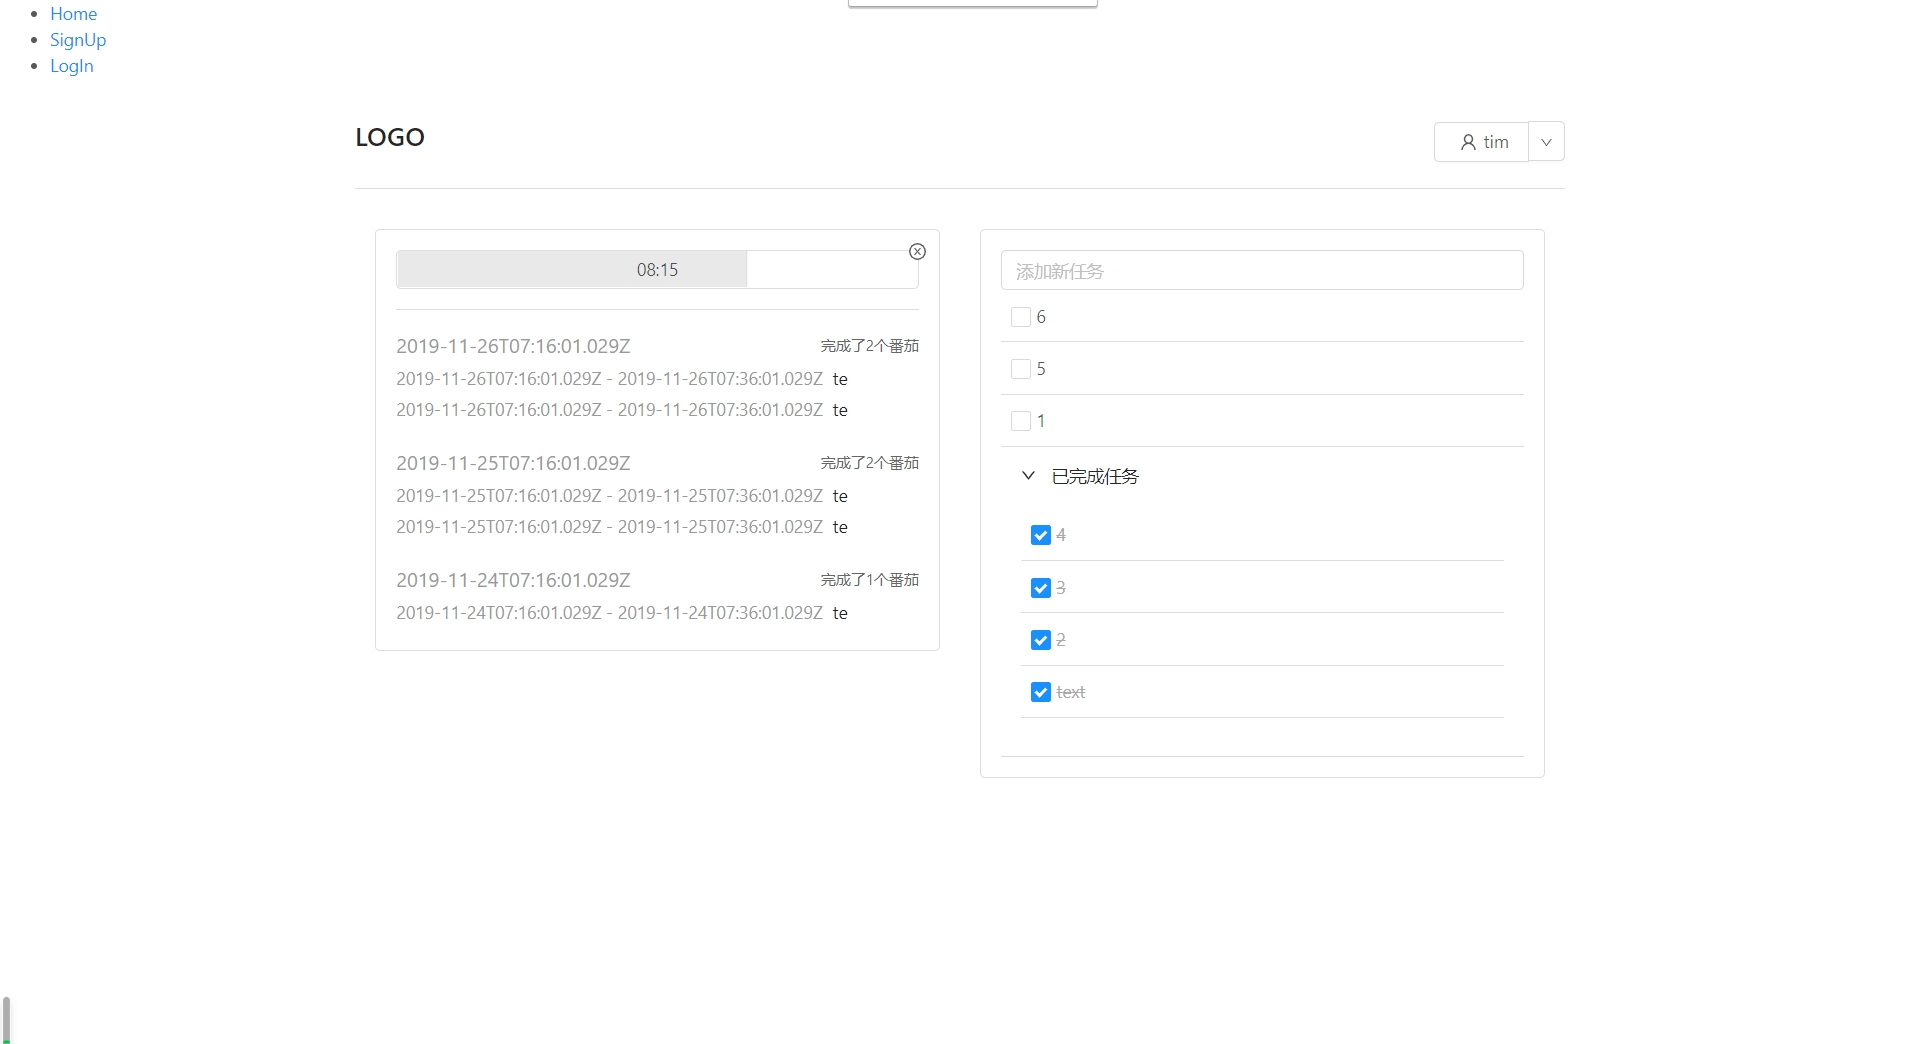 Home
SignUp
LogIn
LOGO
tim
08:15
2019-11-26T07:16:01.029Z 完成了2个番茄
2019-11-26T07:16:01.029Z - 2019-11-26T07:36:01.029Z te
2019-11-26T07:16:01.029Z - 2019-11-26T07:36:01.029Z te
2019-11-25T07:16:01.029Z 完成了2个番茄
2019-11-25T07:16:01.029Z - 2019-11-25T07:36:01.029Z te
2019-11-25T07:16:01.029Z - 2019-11-25T07:36:01.029Z te
2019-11-24T07:16:01.029Z 完成了1个番茄
2019-11-24T07:16:01.029Z - 2019-11-24T07:36:01.029Z te
添加新任务
6
5
1
已完成任务
4
3
2
text